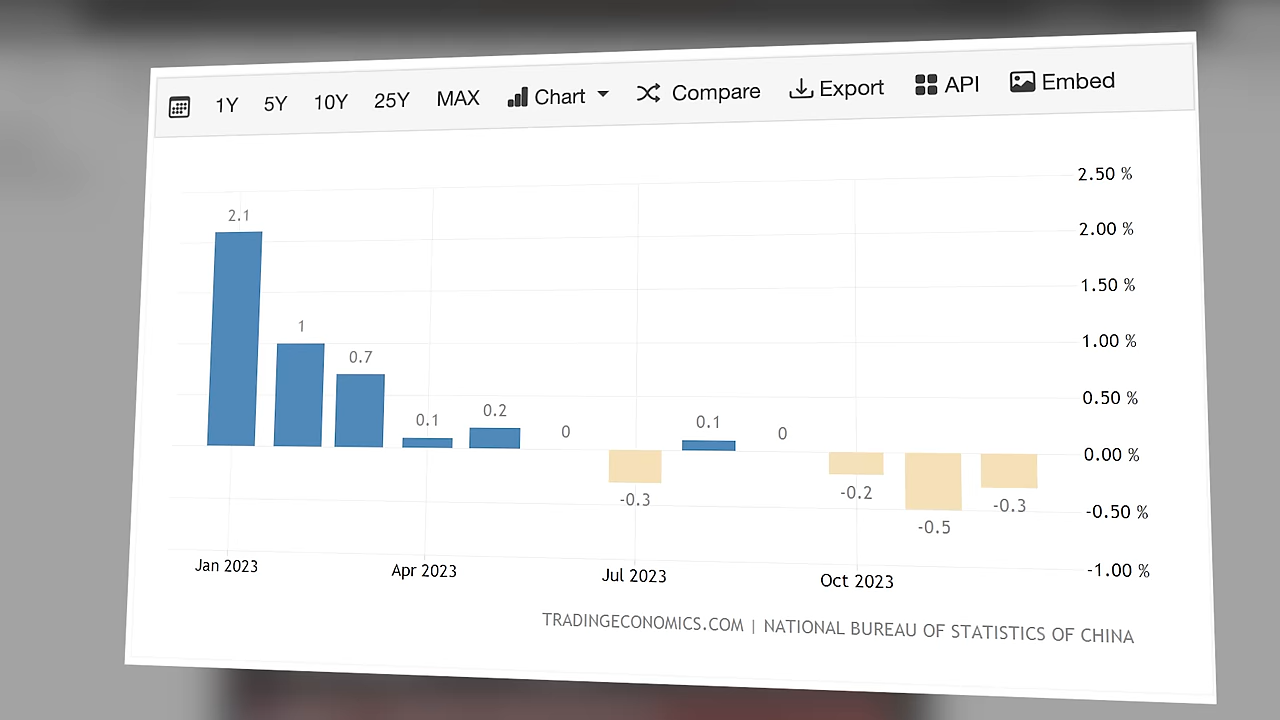 1Y 5Y 10Y 25Y MAX Chart Compare Export API Embed
2.50 %
2.1
2.00 %
1.50 %
1
1.00 %
0.7
0.50 %
0.1 0.2 0 0.1 0
0.00 %
-0.3 -0.2 -0.5 -0.3
-0.50 %
-1.00 %
Jan 2023 Apr 2023 Jul 2023 Oct 2023
TRADINGECONOMICS.COM | NATIONAL BUREAU OF STATISTICS OF CHINA